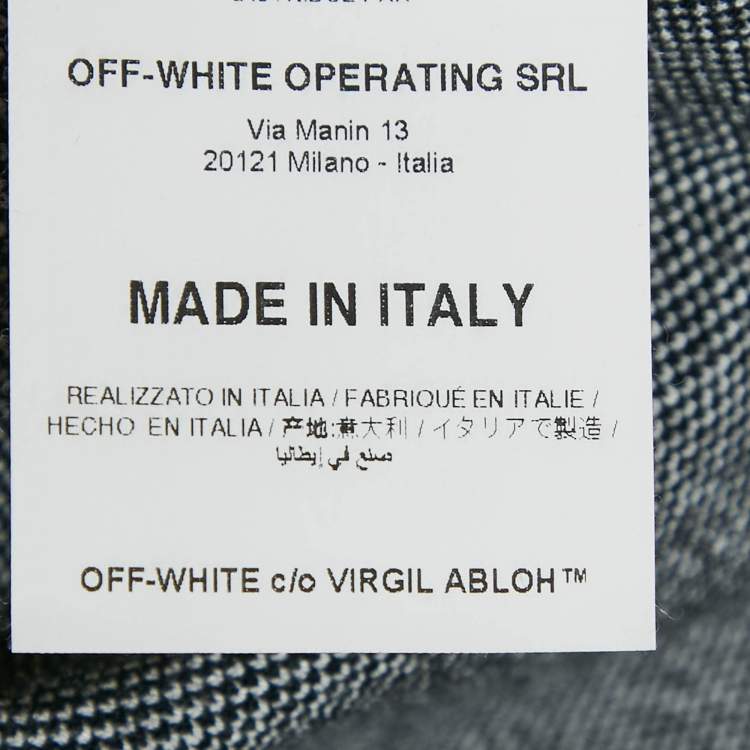 OFF-WHITE OPERATING SRL
Via Manin 13
20121 Milano - Italia
MADE IN ITALY
REALIZZATO IN ITALIA / FABRIQUÉ EN ITALIE /
HECHO EN ITALIA / 产地:意大利 / イタリアで製造 /
صنع في إيطاليا
OFF-WHITE c/o VIRGIL ABLOH™